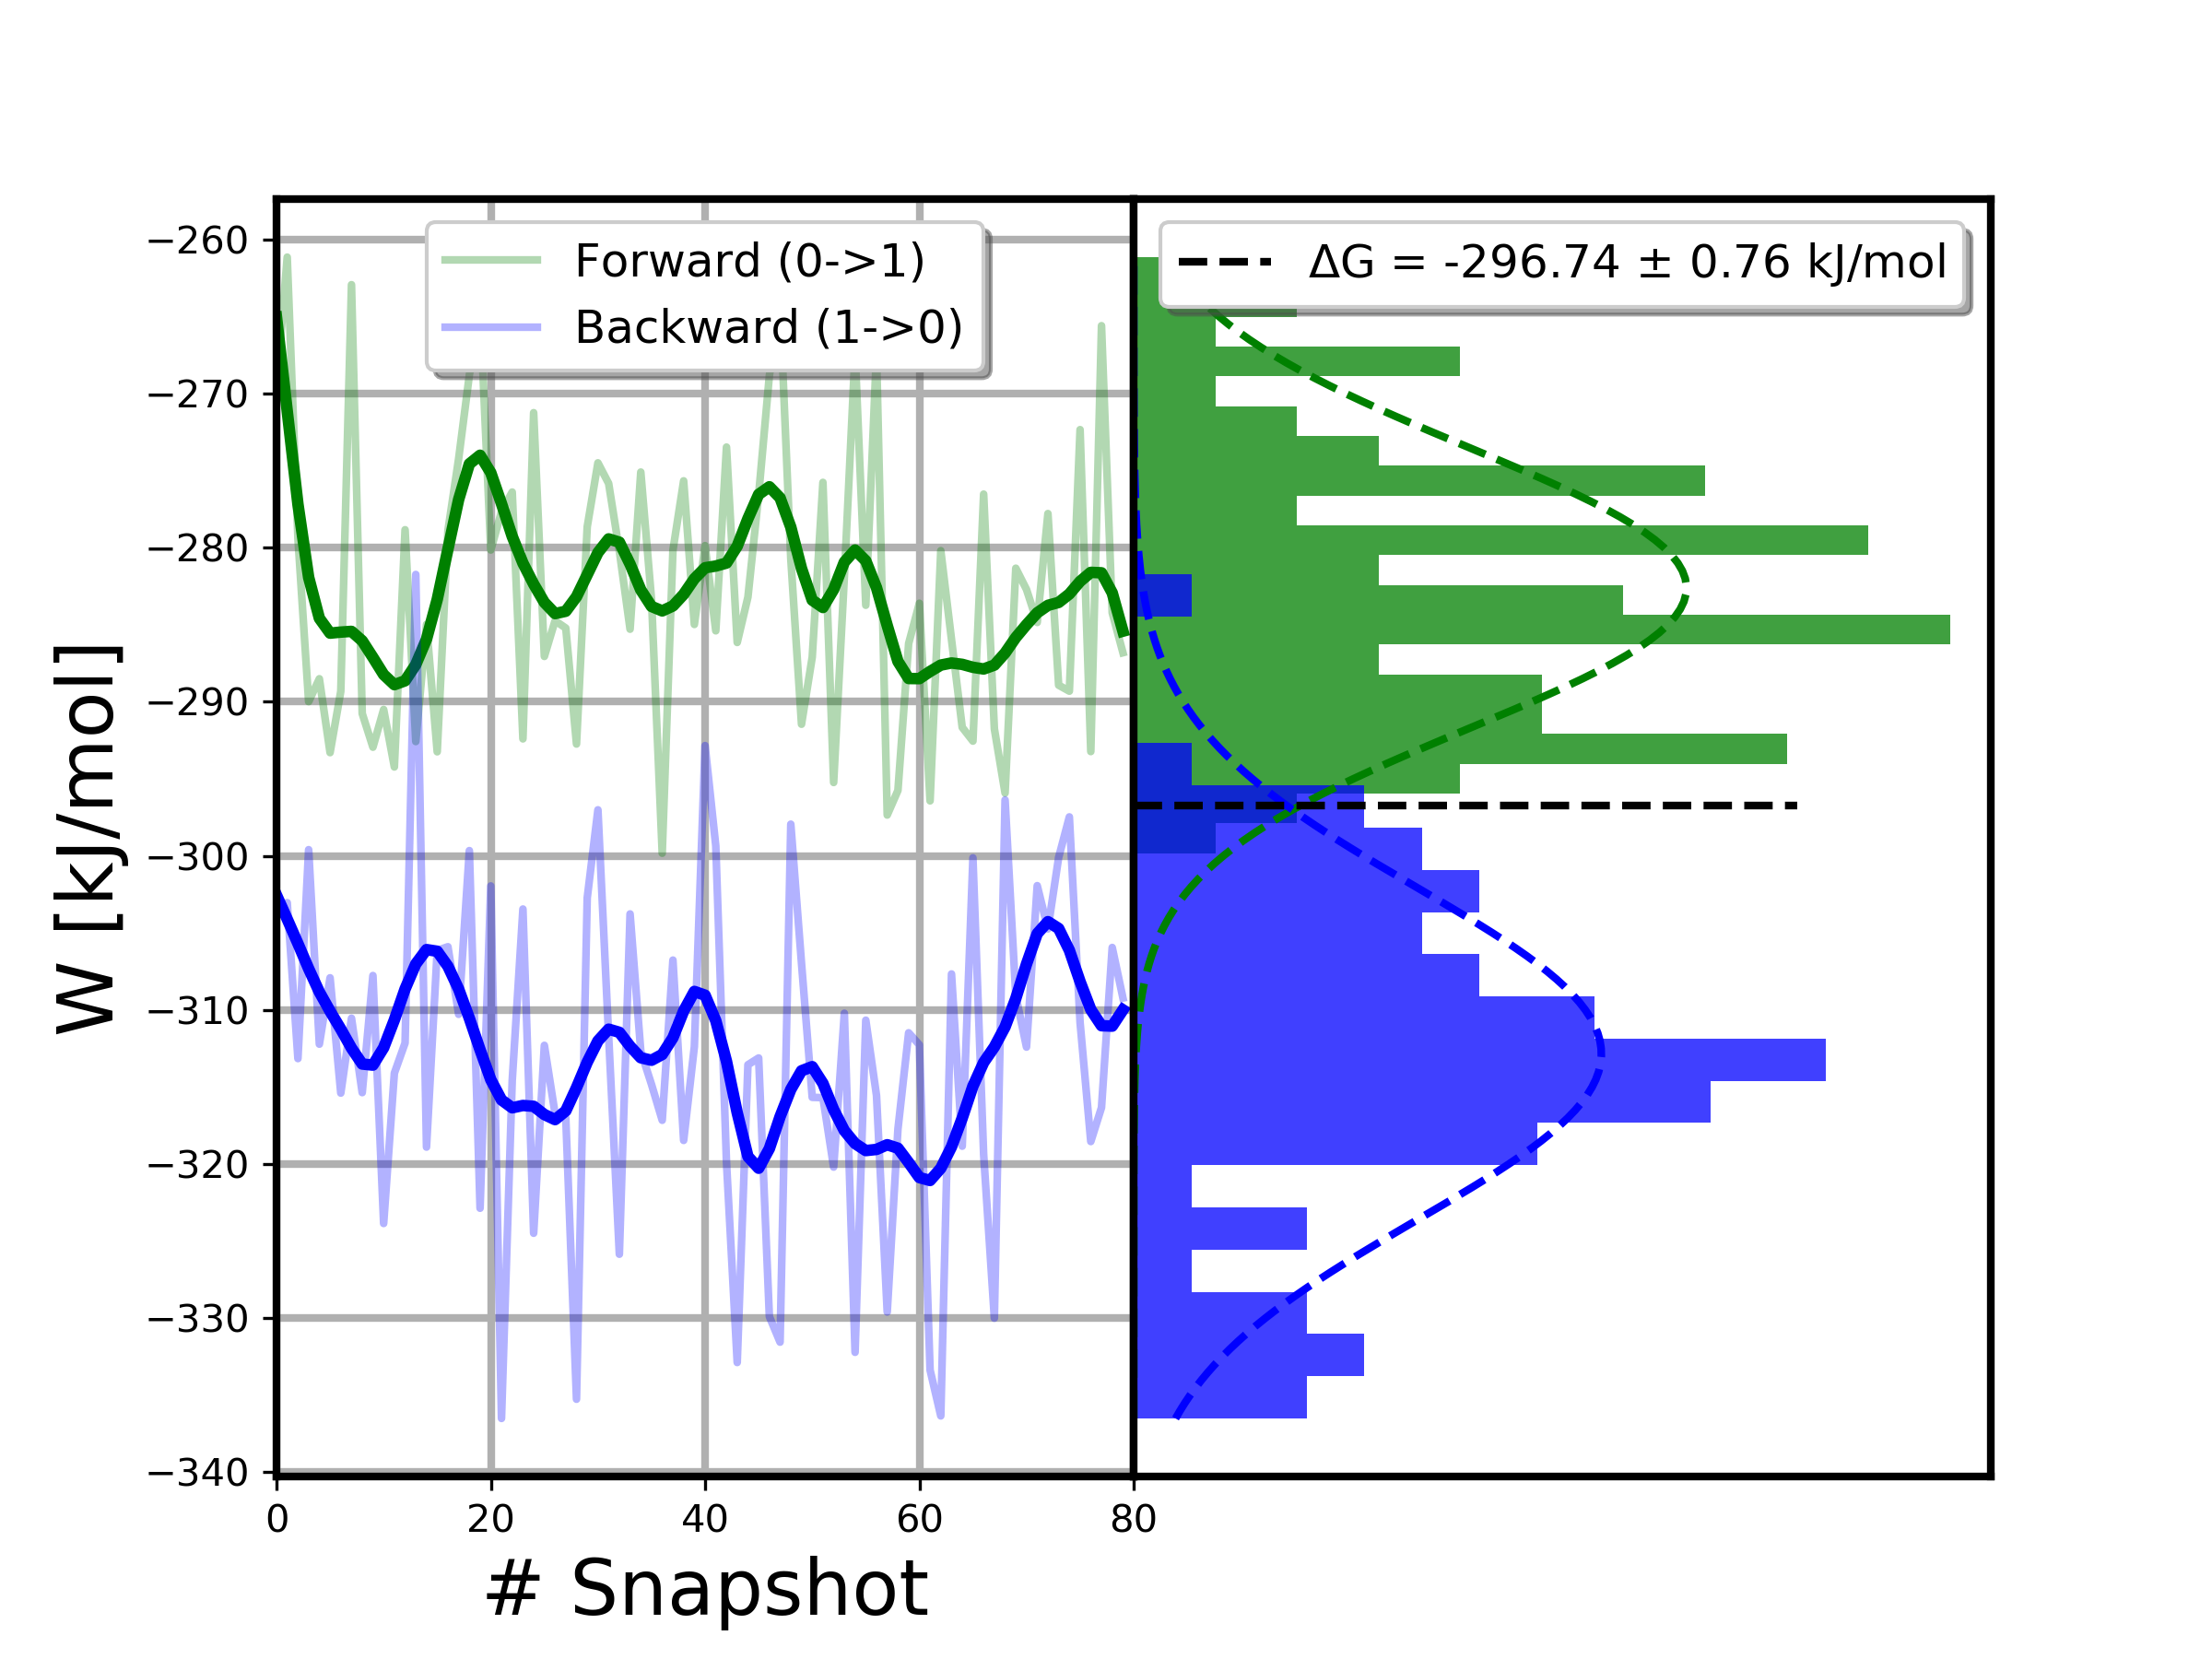 Forward (0->1)
Backward (1->0)
ΔG = -296.74 ± 0.76 kJ/mol
W [kJ/mol]
−260
−270
−280
−290
−300
−310
−320
−330
−340
0 20 40 60 80
# Snapshot